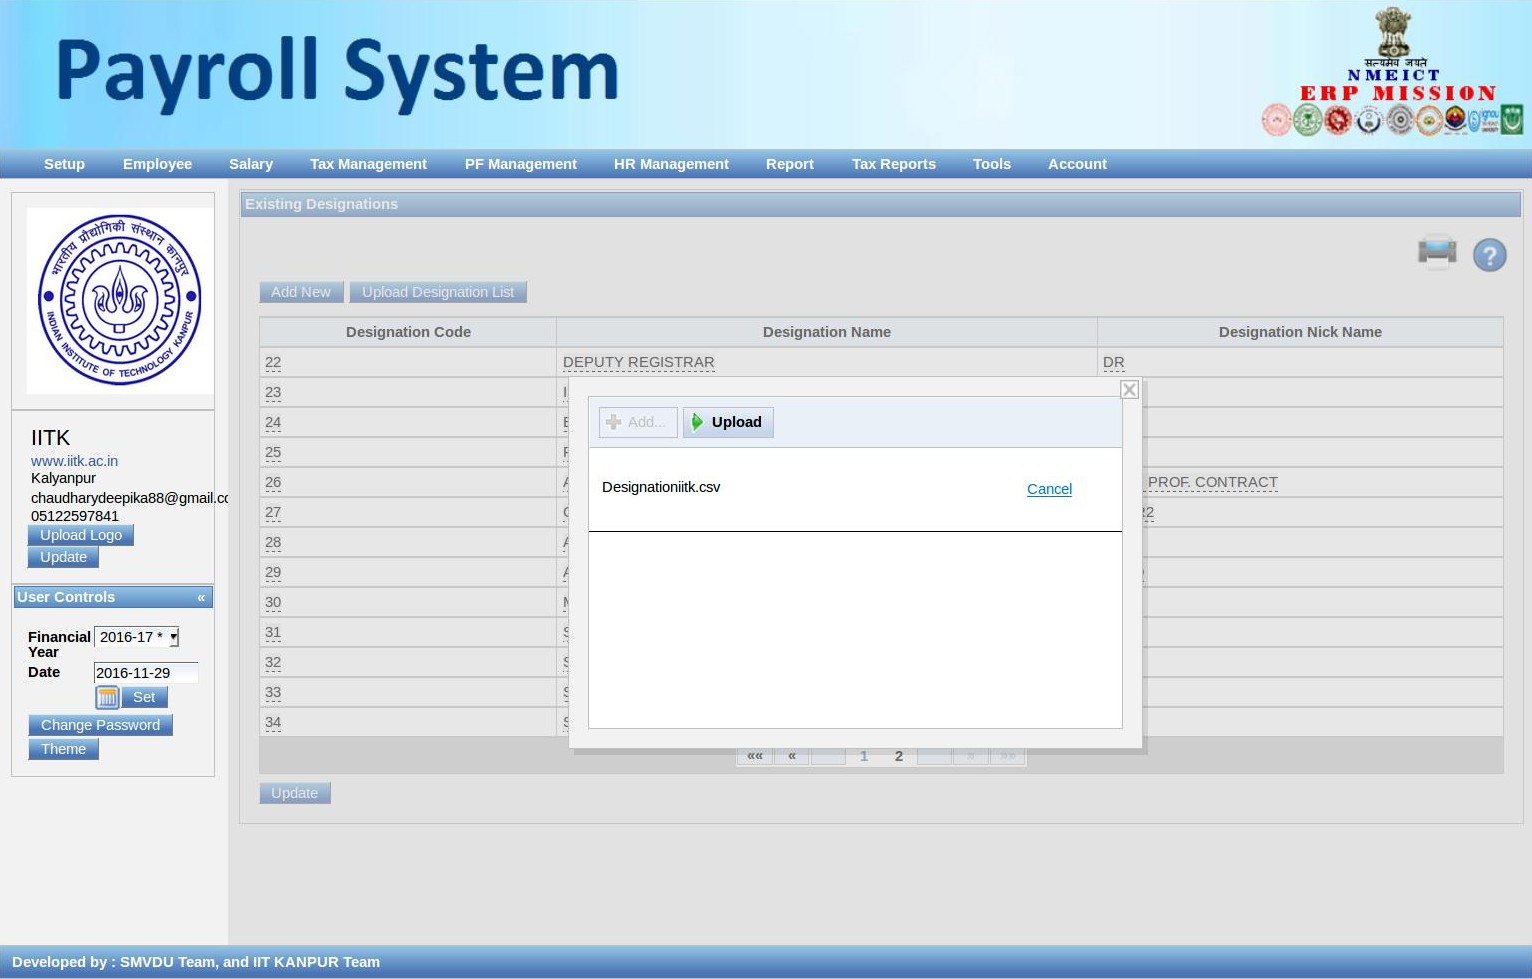 Payroll System
सत्यमेव जयते
NMEICT
ERP MISSION
Setup Employee Salary Tax Management PF Management HR Management Report Tax Reports Tools Account
भारतीय प्रौद्योगिकी संस्थान कानपुर
INDIAN INSTITUTE OF TECHNOLOGY KANPUR
IITK
www.iitk.ac.in
Kalyanpur
chaudharydeepika88@gmail.co
05122597841
Upload Logo
Update
User Controls «
Financial Year 2016-17 *
Date 2016-11-29
Set
Change Password
Theme
Existing Designations
?
Add New Upload Designation List
Designation Code Designation Name Designation Nick Name
22 DEPUTY REGISTRAR DR
23
24
25
26 PROF. CONTRACT
27
28
29
30
31
32
33
34
Add... Upload
Designationiitk.csv Cancel
«« « 1 2 » »»
Update
Developed by : SMVDU Team, and IIT KANPUR Team